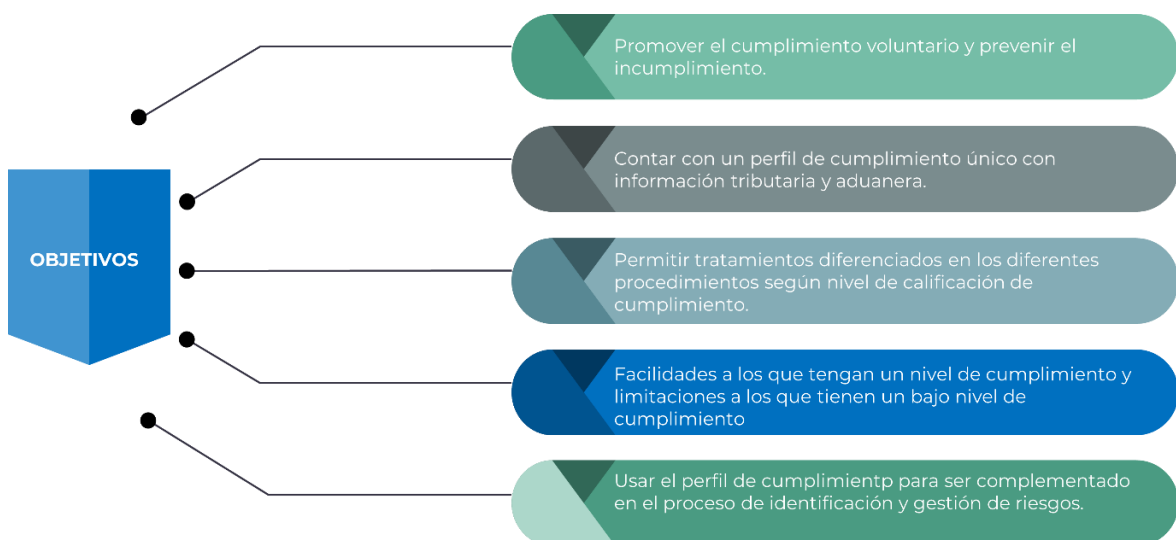 OBJETIVOS
Promover el cumplimiento voluntario y prevenir el
incumplimiento.
Contar con un perfil de cumplimiento único con
información tributaria y aduanera.
Permitir tratamientos diferenciados en los diferentes
procedimientos según nivel de calificación de
cumplimiento.
Facilidades a los que tengan un nivel de cumplimiento y
limitaciones a los que tienen un bajo nivel de
cumplimiento
Usar el perfil de cumplimientp para ser complementado
en el proceso de identificación y gestión de riesgos.